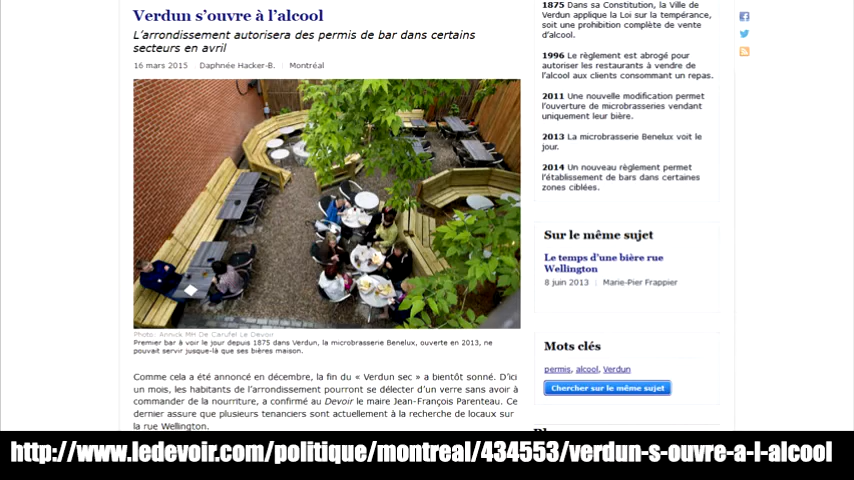 Verdun s'ouvre à l'alcool
L'arrondissement autorisera des permis de bar dans certains
secteurs en avril
16 mars 2015 Daphnée Hacker-B. Montréal
Photo: Annick MH De Carufel Le Devoir
Premier bar à voir le jour depuis 1875 dans Verdun, la microbrasserie Benelux, ouverte en 2013, ne
pouvait servir jusque-là que ses bières maison.
Comme cela a été annoncé en décembre, la fin du « Verdun sec » a bientôt sonné. D'ici
un mois, les habitants de l'arrondissement pourront se délecter d'un verre sans avoir à
commander de la nourriture, a confirmé au Devoir le maire Jean-François Parenteau. Ce
dernier assure que plusieurs tenanciers sont actuellement à la recherche de locaux sur
la rue Wellington.
1875 Dans sa Constitution, la Ville de
Verdun applique la Loi sur la tempérance,
soit une prohibition complète de vente
d'alcool.
1996 Le règlement est abrogé pour
autoriser les restaurants à vendre de
l'alcool aux clients consommant un repas.
2011 Une nouvelle modification permet
l'ouverture de microbrasseries vendant
uniquement leur bière.
2013 La microbrasserie Benelux voit le
jour.
2014 Un nouveau règlement permet
l'établissement de bars dans certaines
zones ciblées.
Sur le même sujet
Le temps d'une bière rue
Wellington
8 juin 2013 Marie-Pier Frappier
Mots clés
permis, alcool, Verdun
Chercher sur le même sujet
http://www.ledevoir.com/politique/montreal/434553/verdun-s-ouvre-a-l-alcool